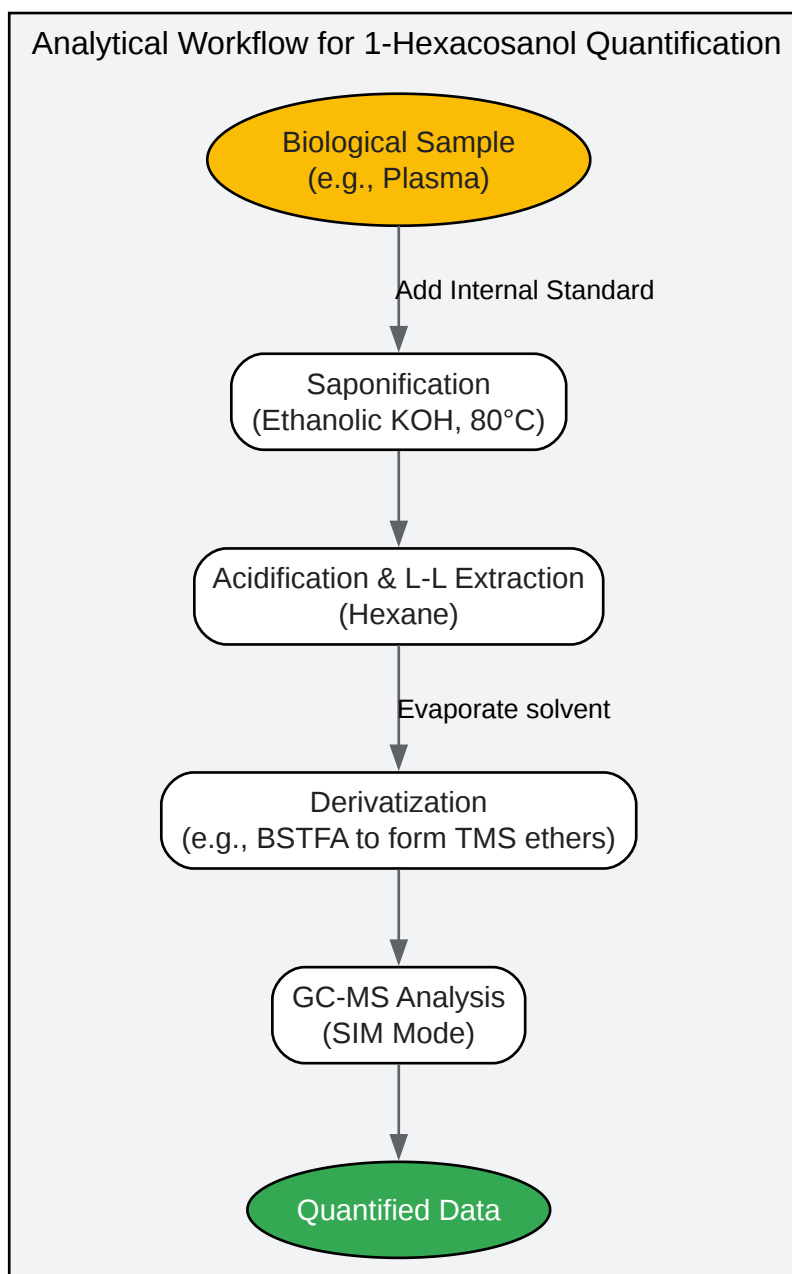 Analytical Workflow for 1-Hexacosanol Quantification
Biological Sample
(e.g., Plasma)
Add Internal Standard
Saponification
(Ethanolic KOH, 80°C)
Acidification & L-L Extraction
(Hexane)
Evaporate solvent
Derivatization
(e.g., BSTFA to form TMS ethers)
GC-MS Analysis
(SIM Mode)
Quantified Data